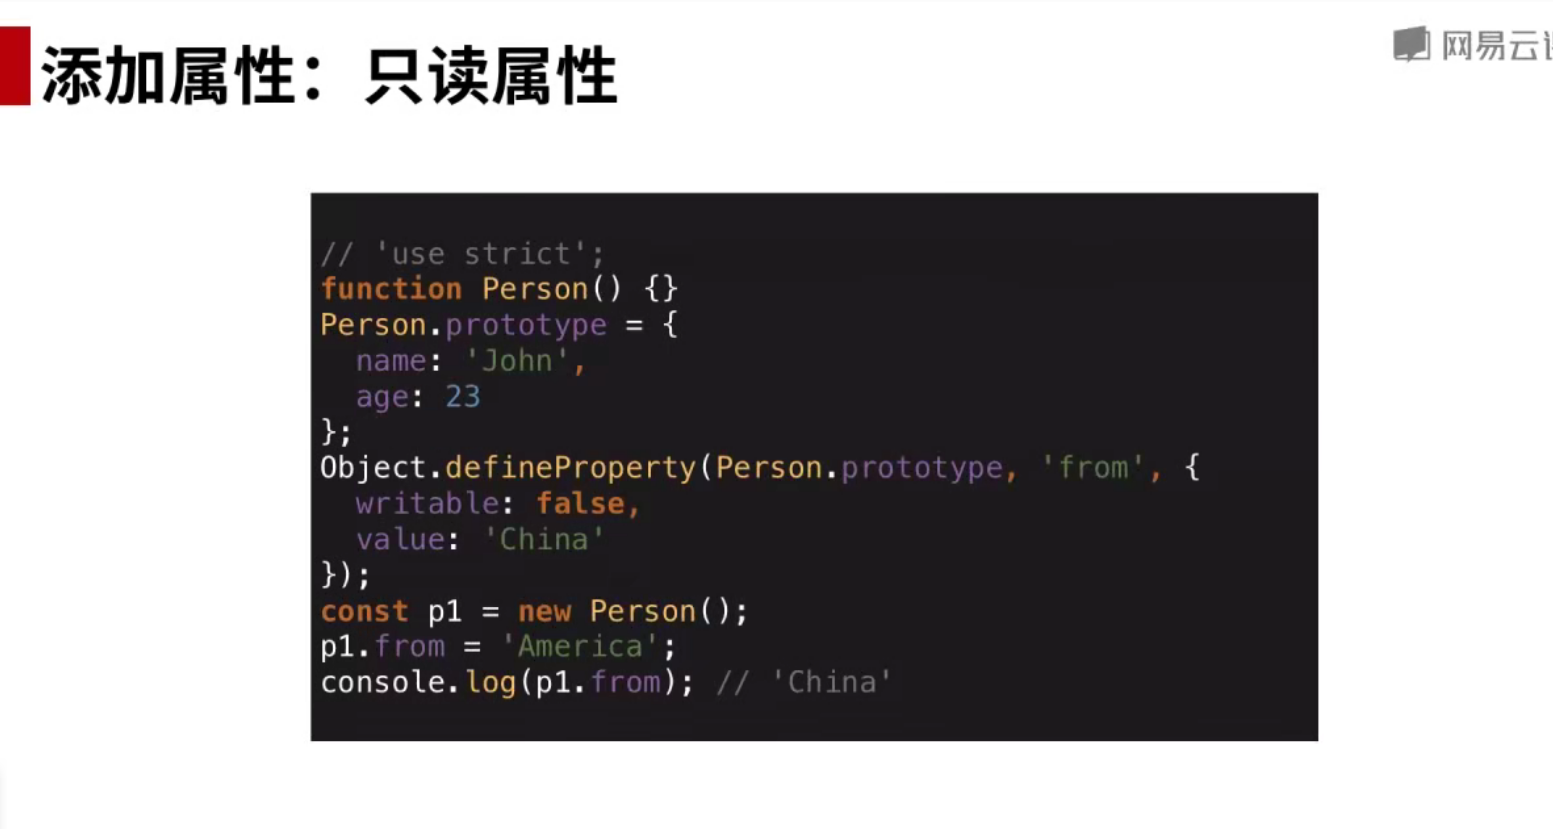 添加属性：只读属性
网易云
// 'use strict';
function Person() {}
Person.prototype = {
  name: 'John',
  age: 23
};
Object.defineProperty(Person.prototype, 'from', {
  writable: false,
  value: 'China'
});
const p1 = new Person();
p1.from = 'America';
console.log(p1.from); // 'China'